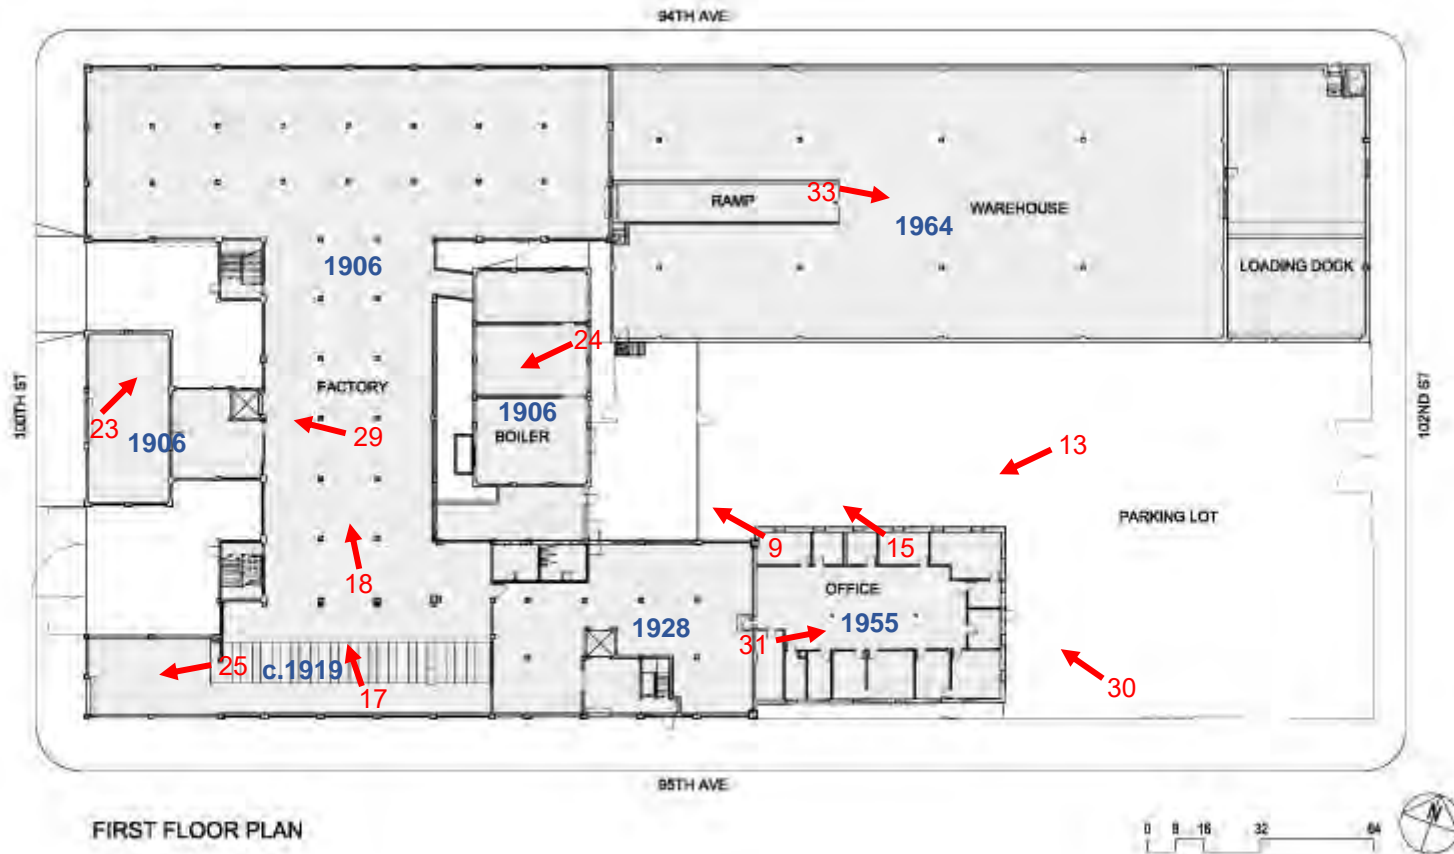 94TH AVE
33
RAMP
WAREHOUSE
1964
1906
LOADING DOCK
24
FACTORY
100TH ST
102ND ST
1906
23
29
1906
BOILER
13
PARKING LOT
9
15
18
OFFICE
1928
1955
31
25
c.1919
17
30
95TH AVE
FIRST FLOOR PLAN
0 8 16 32 64
N